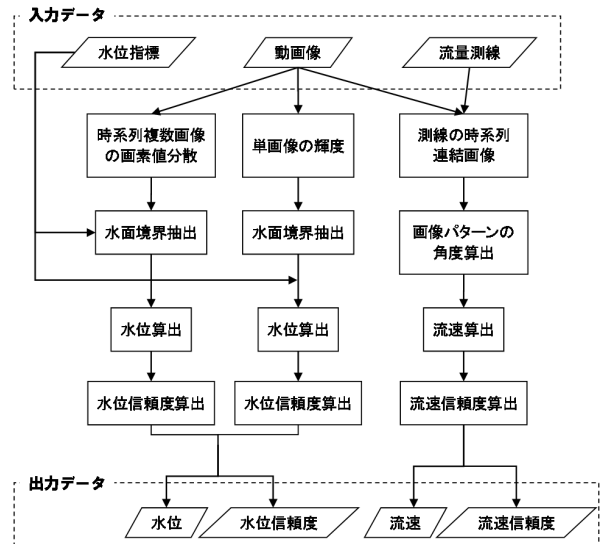 入力データ
水位指標
動画像
流量測線
時系列複数画像
の画素値分散
単画像の輝度
測線の時系列
連結画像
水面境界抽出
水面境界抽出
画像パターンの
角度算出
水位算出
水位算出
流速算出
水位信頼度算出
水位信頼度算出
流速信頼度算出
出力データ
水位
水位信頼度
流速
流速信頼度